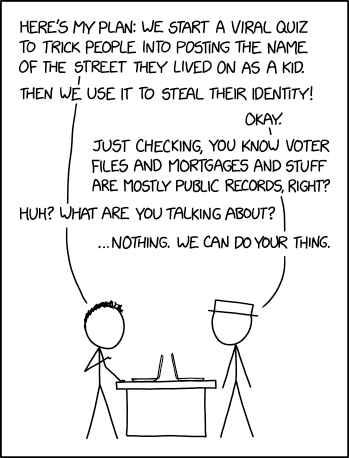 HERE'S MY PLAN: WE START A VIRAL QUIZ
TO TRICK PEOPLE INTO POSTING THE NAME
OF THE STREET THEY LIVED ON AS A KID.
THEN WE USE IT TO STEAL THEIR IDENTITY!
OKAY.
JUST CHECKING, YOU KNOW VOTER
FILES AND MORTGAGES AND STUFF
ARE MOSTLY PUBLIC RECORDS, RIGHT?
HUH? WHAT ARE YOU TALKING ABOUT?
...NOTHING. WE CAN DO YOUR THING.